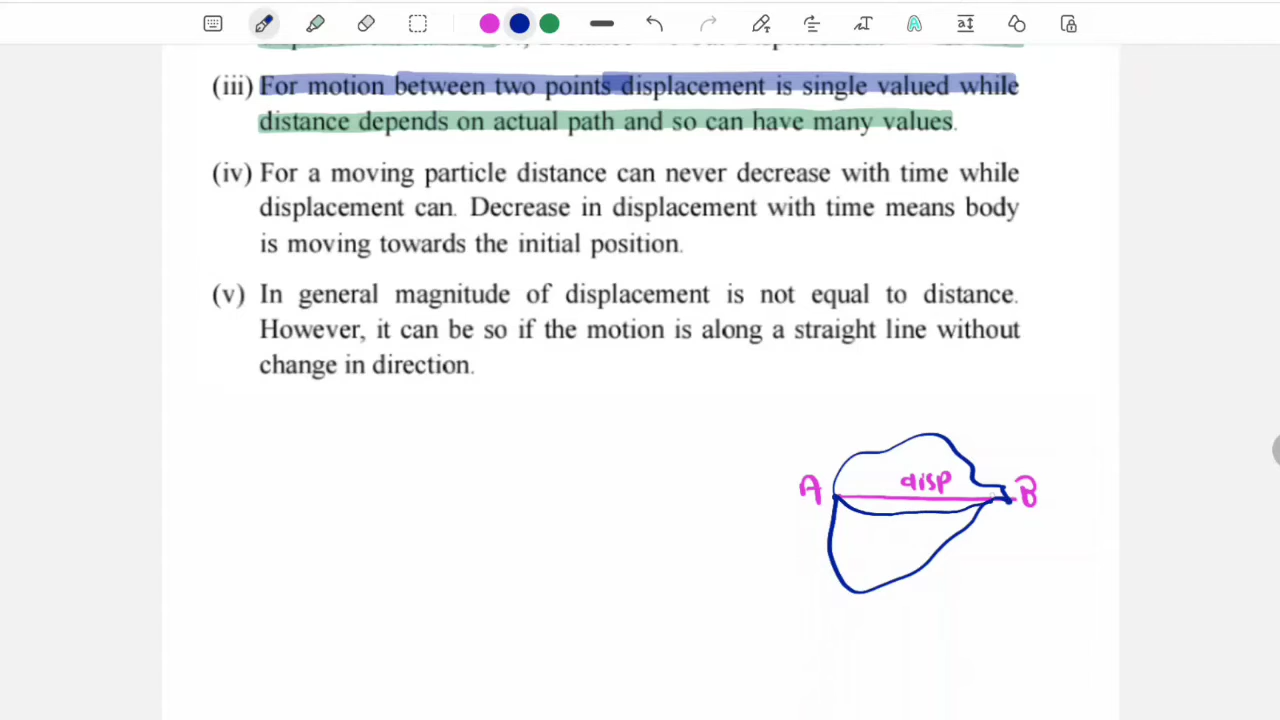 (iii) For motion between two points displacement is single valued while
distance depends on actual path and so can have many values.
(iv) For a moving particle distance can never decrease with time while
displacement can. Decrease in displacement with time means body
is moving towards the initial position.
(v) In general magnitude of displacement is not equal to distance.
However, it can be so if the motion is along a straight line without
change in direction.
A disp B